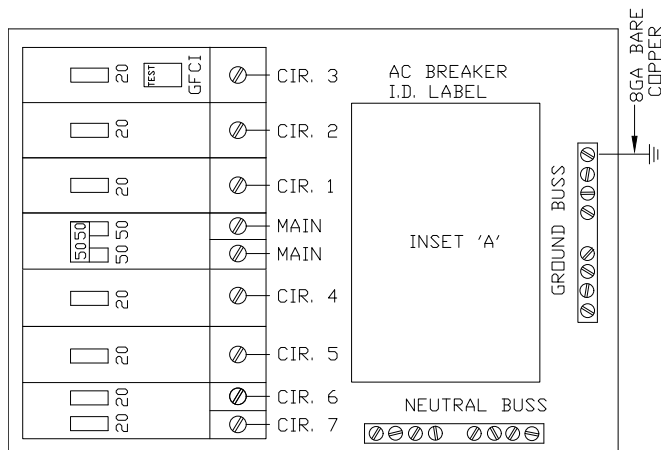 20 TEST GFCI CIR. 3
20 CIR. 2
20 CIR. 1
50 50 MAIN
50 50 MAIN
20 CIR. 4
20 CIR. 5
20 CIR. 6
20 CIR. 7
AC BREAKER
I.D. LABEL
INSET 'A'
NEUTRAL BUSS
GROUND BUSS
8GA BARE
COPPER